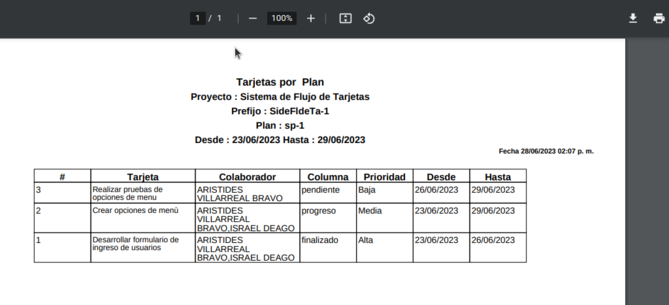 1 / 1 100%
Tarjetas por Plan
Proyecto : Sistema de Flujo de Tarjetas
Prefijo : SideFldeTa-1
Plan : sp-1
Desde : 23/06/2023 Hasta : 29/06/2023
Fecha 28/06/2023 02:07 p. m.
# Tarjeta Colaborador Columna Prioridad Desde Hasta
3 Realizar pruebas de ARISTIDES pendiente Baja 26/06/2023 29/06/2023
opciones de menu VILLARREAL BRAVO
2 Crear opciones de menú ARISTIDES progreso Media 23/06/2023 29/06/2023
VILLARREAL
BRAVO,ISRAEL DEAGO
1 Desarrollar formulario de ARISTIDES finalizado Alta 23/06/2023 26/06/2023
ingreso de usuarios VILLARREAL
BRAVO,ISRAEL DEAGO